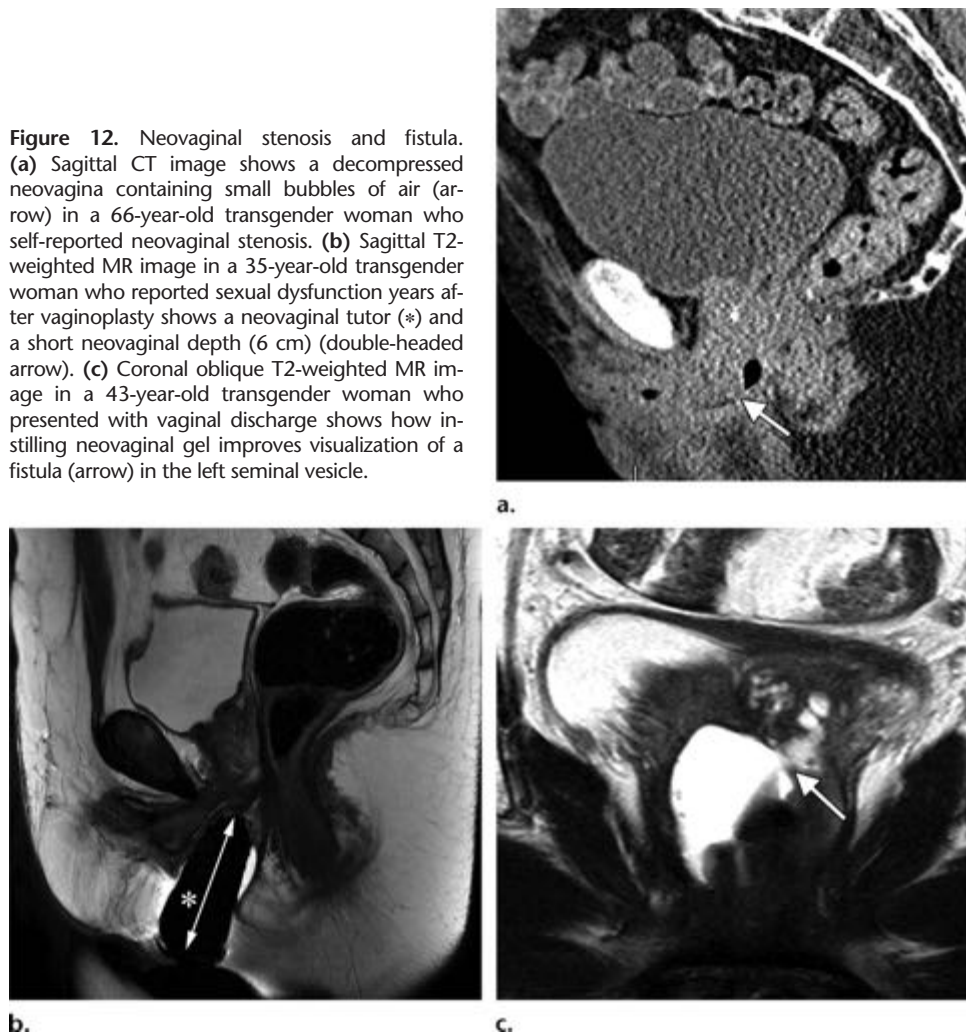 Figure 12. Neovaginal stenosis and fistula.
(a) Sagittal CT image shows a decompressed
neovagina containing small bubbles of air (ar-
row) in a 66-year-old transgender woman who
self-reported neovaginal stenosis. (b) Sagittal T2-
weighted MR image in a 35-year-old transgender
woman who reported sexual dysfunction years af-
ter vaginoplasty shows a neovaginal tutor (*) and
a short neovaginal depth (6 cm) (double-headed
arrow). (c) Coronal oblique T2-weighted MR im-
age in a 43-year-old transgender woman who
presented with vaginal discharge shows how in-
stilling neovaginal gel improves visualization of a
fistula (arrow) in the left seminal vesicle.
a.
*
b.
c.